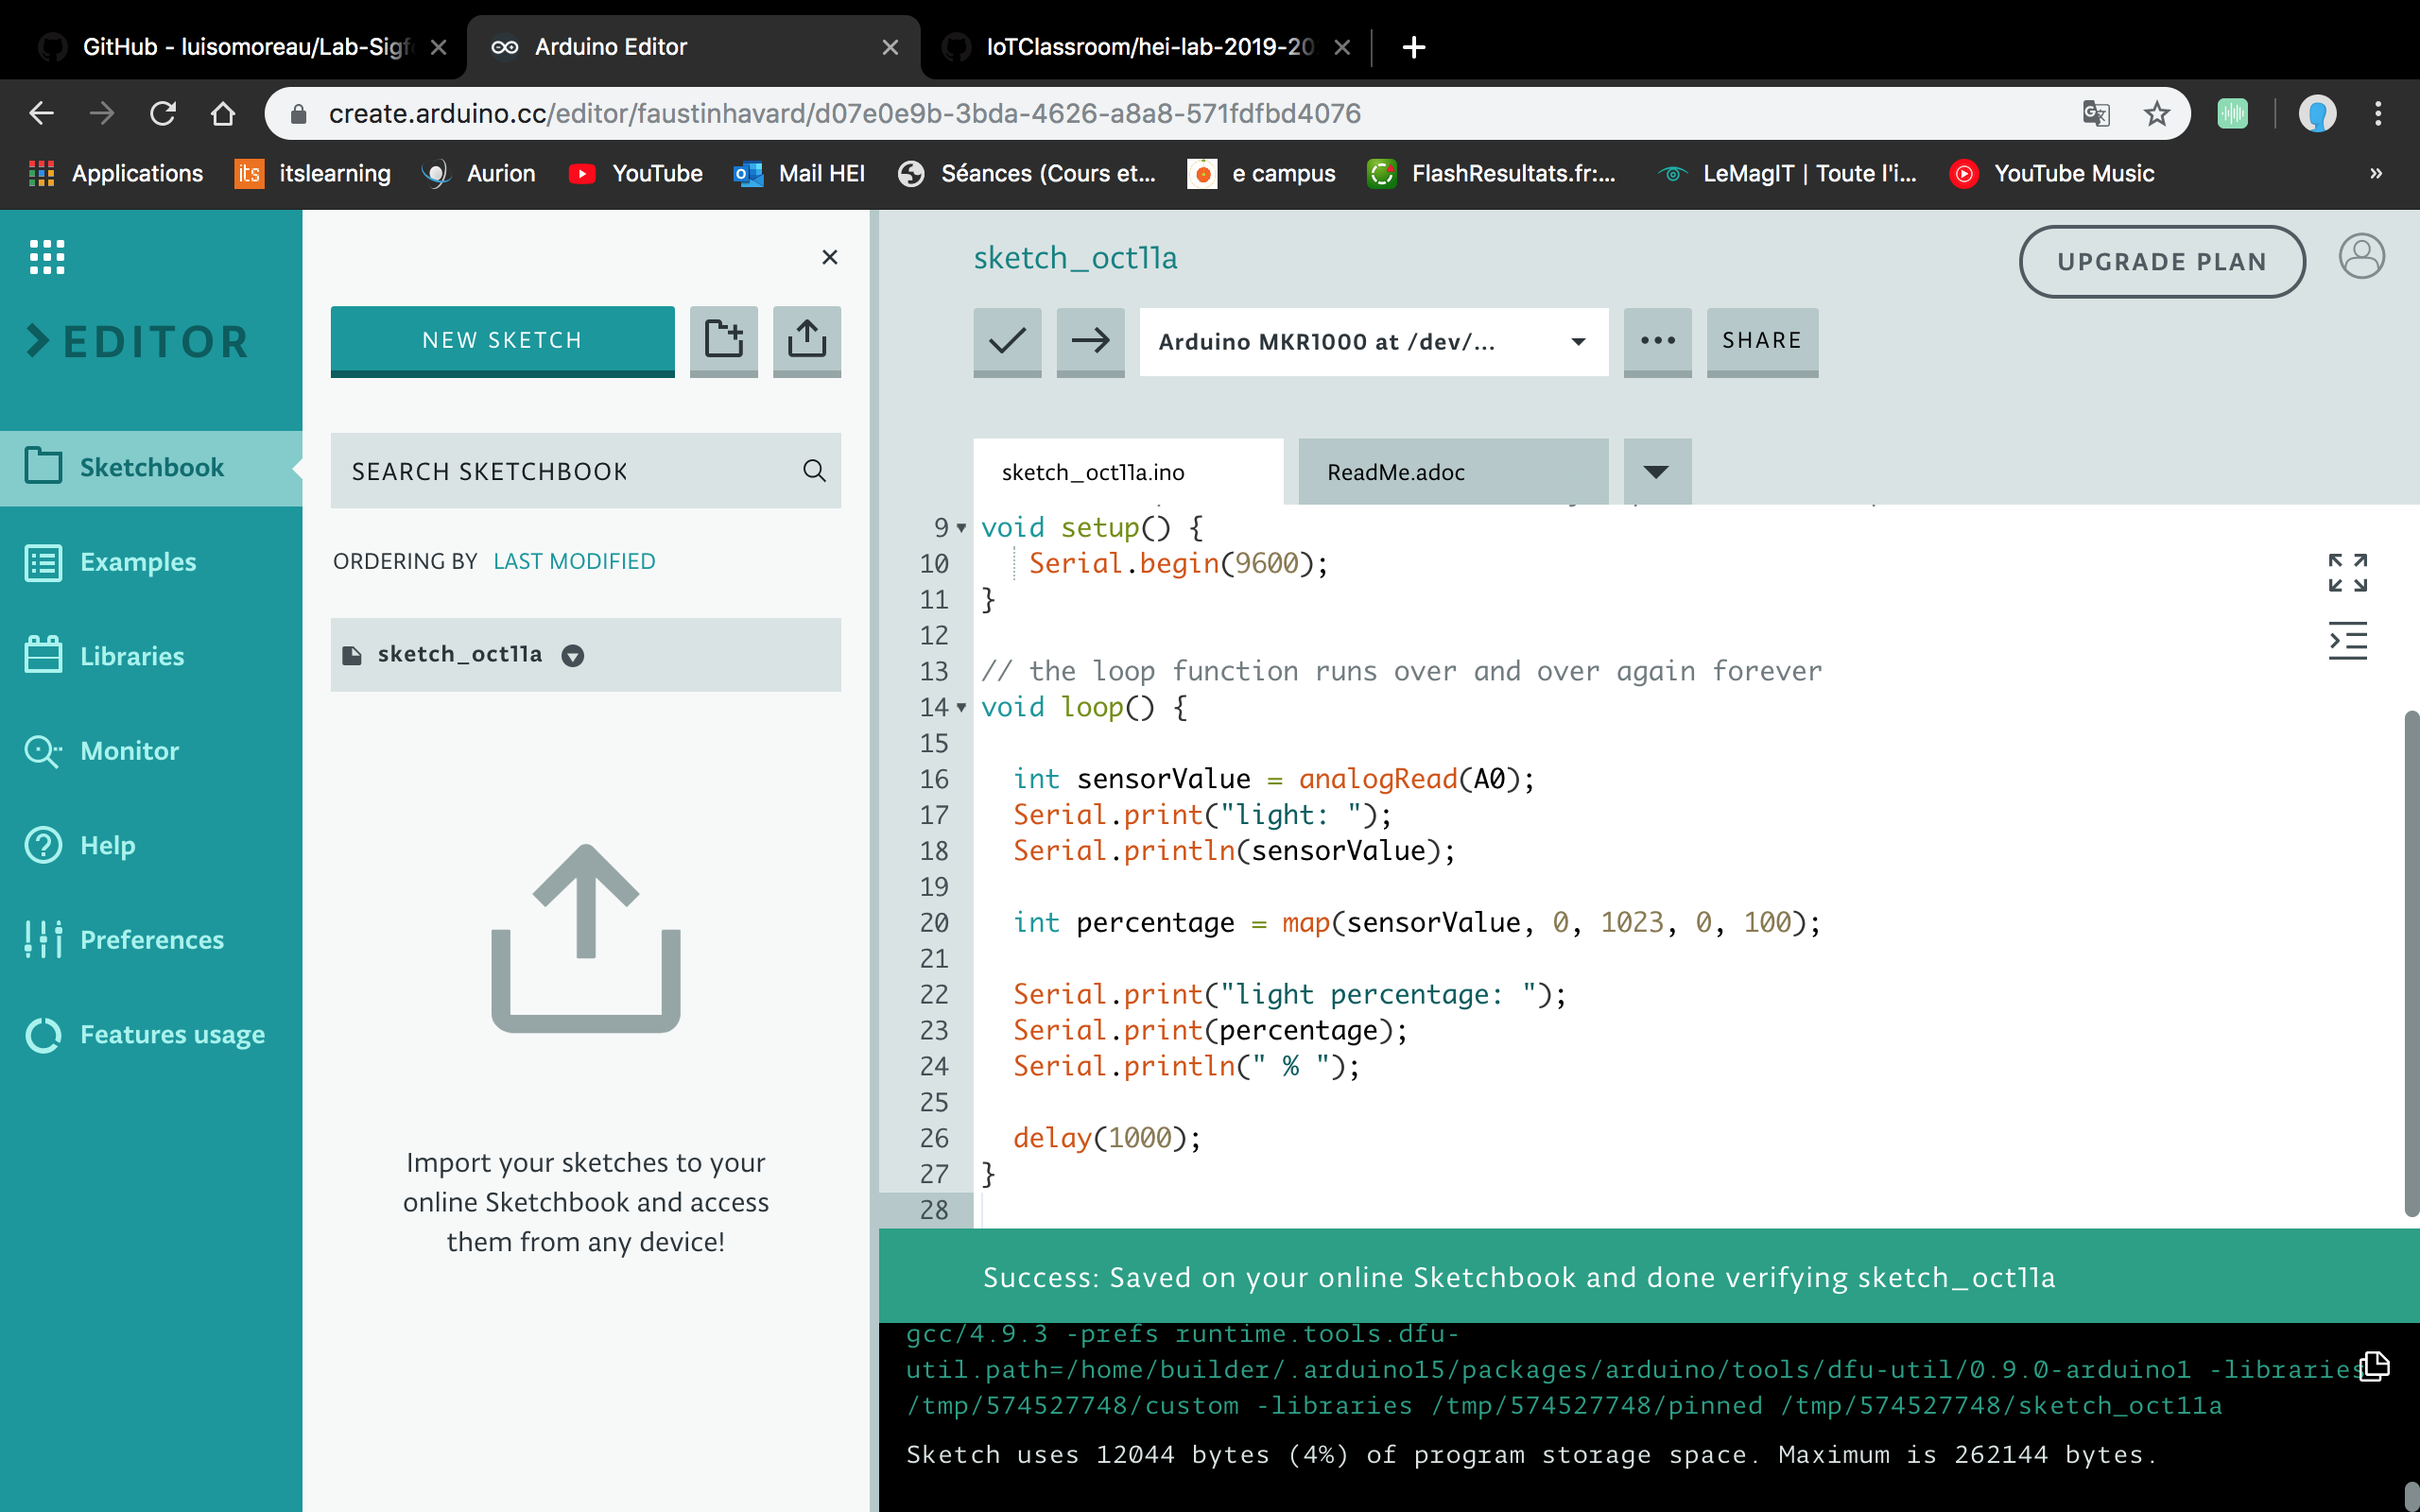 GitHub - luisomoreau/Lab-Sigf
Arduino Editor
IoTClassroom/hei-lab-2019-20
create.arduino.cc/editor/faustinhavard/d07e0e9b-3bda-4626-a8a8-571fdfbd4076
Applications
its itslearning
Aurion
YouTube
Mail HEI
Séances (Cours et...
e campus
FlashResultats.fr:...
LeMagIT | Toute l'i...
YouTube Music
»
EDITOR
Sketchbook
Examples
Libraries
Monitor
Help
Preferences
Features usage
NEW SKETCH
SEARCH SKETCHBOOK
ORDERING BY LAST MODIFIED
sketch_oct11a
Import your sketches to your
online Sketchbook and access
them from any device!
sketch_oct11a
UPGRADE PLAN
Arduino MKR1000 at /dev/...
SHARE
sketch_oct11a.ino
ReadMe.adoc
9 void setup() {
10 Serial.begin(9600);
11 }
12
13 // the loop function runs over and over again forever
14 void loop() {
15
16 int sensorValue = analogRead(A0);
17 Serial.print("light: ");
18 Serial.println(sensorValue);
19
20 int percentage = map(sensorValue, 0, 1023, 0, 100);
21
22 Serial.print("light percentage: ");
23 Serial.print(percentage);
24 Serial.println(" % ");
25
26 delay(1000);
27 }
28
Success: Saved on your online Sketchbook and done verifying sketch_oct11a
gcc/4.9.3 -prefs runtime.tools.dfu-
util.path=/home/builder/.arduino15/packages/arduino/tools/dfu-util/0.9.0-arduino1 -libraries
/tmp/574527748/custom -libraries /tmp/574527748/pinned /tmp/574527748/sketch_oct11a
Sketch uses 12044 bytes (4%) of program storage space. Maximum is 262144 bytes.